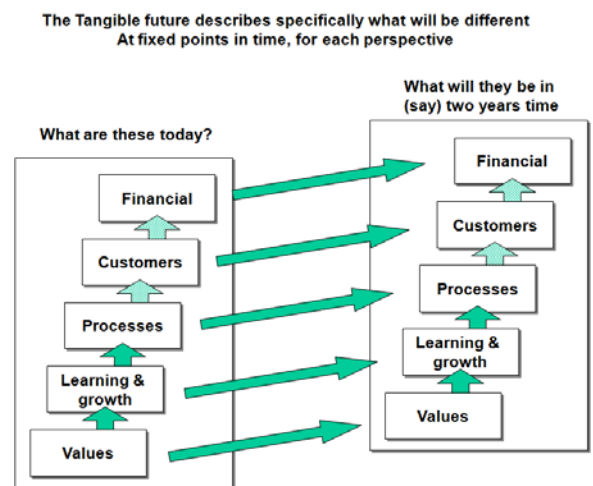 The Tangible future describes specifically what will be different
At fixed points in time, for each perspective
What are these today?
Financial
Customers
Processes
Learning &
growth
Values
What will they be in
(say) two years time
Financial
Customers
Processes
Learning &
growth
Values